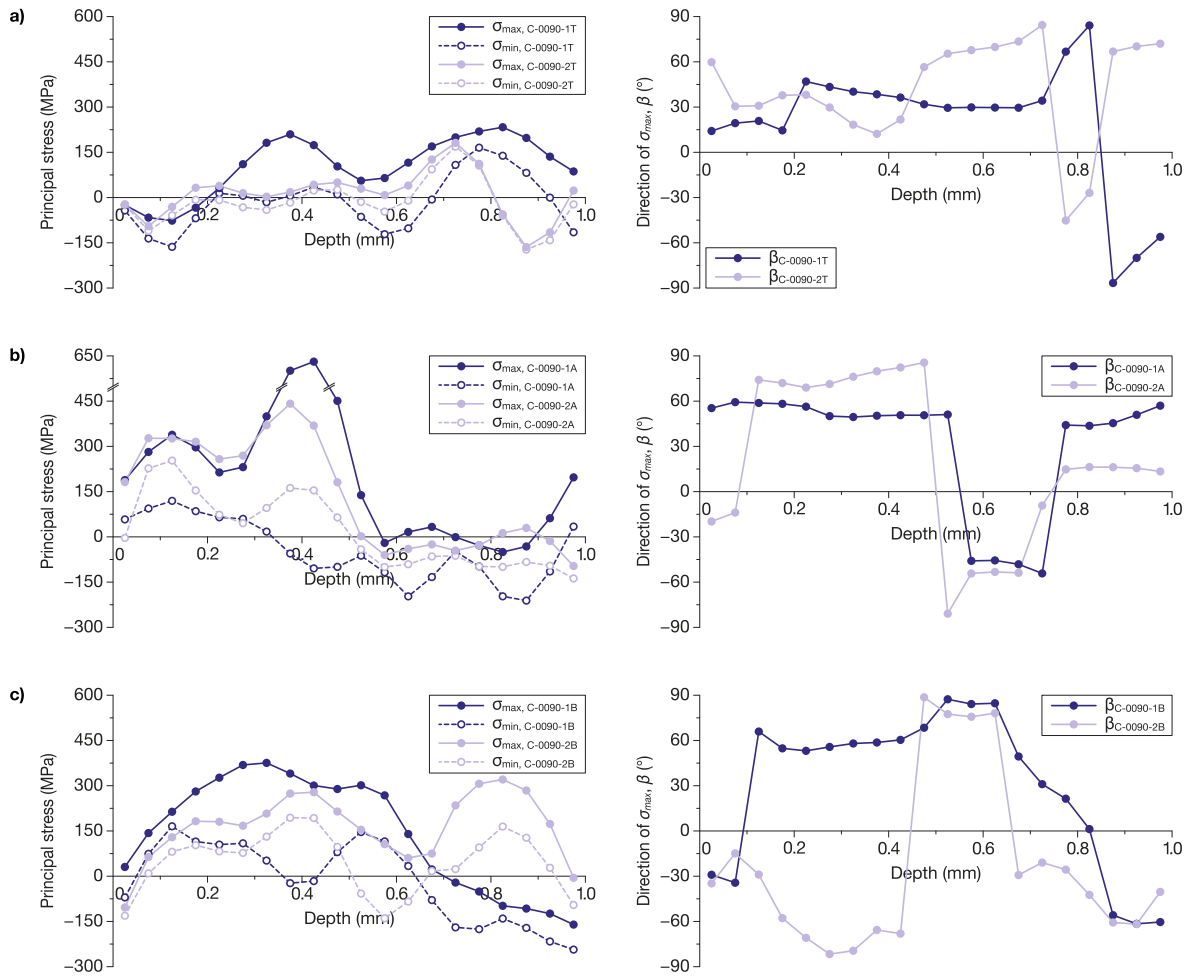 a)
600
450
300
150
0
−150
−300
Principal stress (MPa)
0 0.2 0.4 0.6 0.8 1.0
Depth (mm)
σmax, C-0090-1T
σmin, C-0090-1T
σmax, C-0090-2T
σmin, C-0090-2T
90
60
30
0
−30
−60
−90
Direction of σmax, β (°)
0 0.2 0.4 0.6 0.8 1.0
Depth (mm)
βC-0090-1T
βC-0090-2T
b)
650
450
300
150
0
−150
−300
Principal stress (MPa)
0 0.2 0.4 0.6 0.8 1.0
Depth (mm)
σmax, C-0090-1A
σmin, C-0090-1A
σmax, C-0090-2A
σmin, C-0090-2A
90
60
30
0
−30
−60
−90
Direction of σmax, β (°)
0 0.2 0.4 0.6 0.8 1.0
Depth (mm)
βC-0090-1A
βC-0090-2A
c)
600
450
300
150
0
−150
−300
Principal stress (MPa)
0 0.2 0.4 0.6 0.8 1.0
Depth (mm)
σmax, C-0090-1B
σmin, C-0090-1B
σmax, C-0090-2B
σmin, C-0090-2B
90
60
30
0
−30
−60
−90
Direction of σmax, β (°)
0 0.2 0.4 0.6 0.8 1.0
Depth (mm)
βC-0090-1B
βC-0090-2B